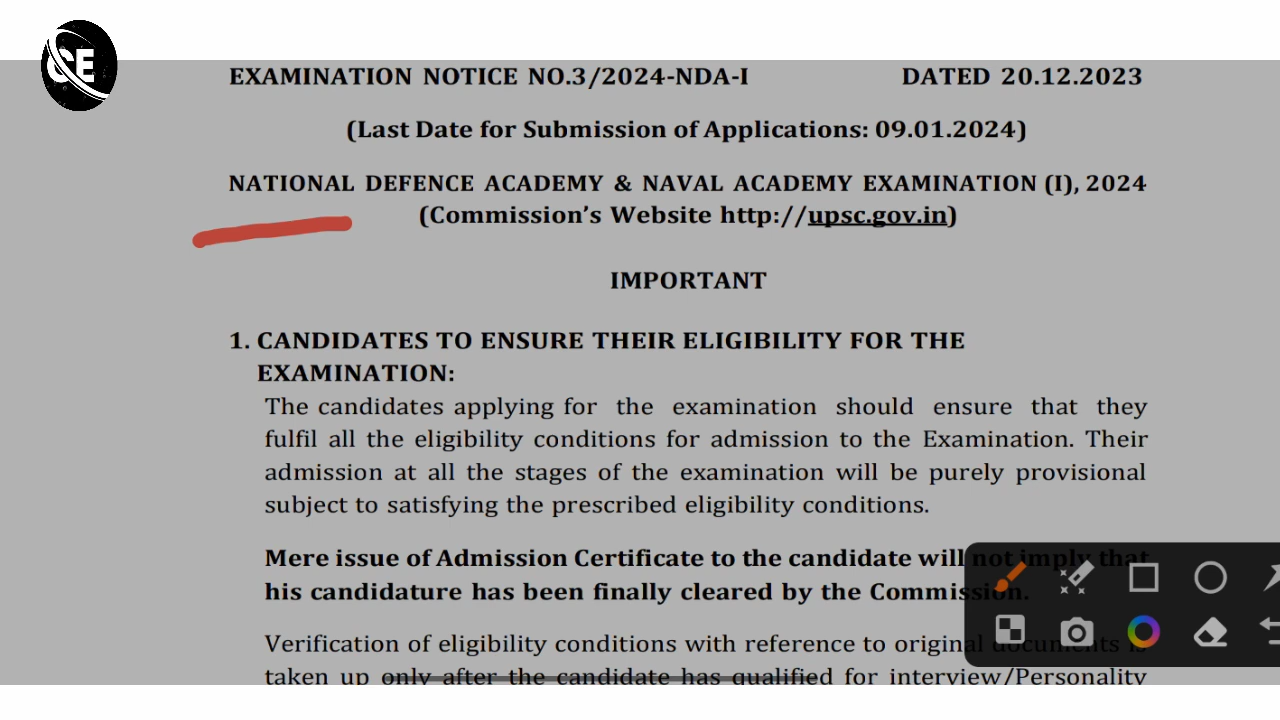 CE
EXAMINATION NOTICE NO.3/2024-NDA-I DATED 20.12.2023
(Last Date for Submission of Applications: 09.01.2024)
NATIONAL DEFENCE ACADEMY & NAVAL ACADEMY EXAMINATION (I), 2024
(Commission’s Website http://upsc.gov.in)
IMPORTANT
1. CANDIDATES TO ENSURE THEIR ELIGIBILITY FOR THE
EXAMINATION:
The candidates applying for the examination should ensure that they
fulfil all the eligibility conditions for admission to the Examination. Their
admission at all the stages of the examination will be purely provisional
subject to satisfying the prescribed eligibility conditions.
Mere issue of Admission Certificate to the candidate will not imply that
his candidature has been finally cleared by the Commission.
Verification of eligibility conditions with reference to original documents is
taken up only after the candidate has qualified for interview/Personality